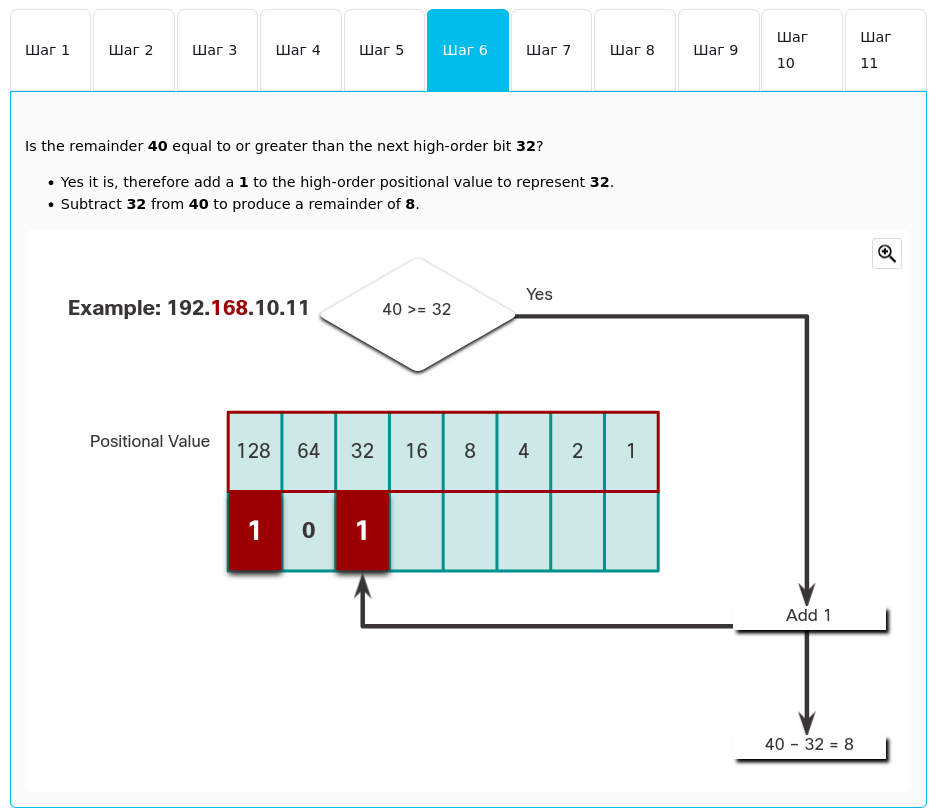 Шаг 1
Шаг 2
Шаг 3
Шаг 4
Шаг 5
Шаг 6
Шаг 7
Шаг 8
Шаг 9
Шаг
10
Шаг
11
Is the remainder 40 equal to or greater than the next high-order bit 32?
• Yes it is, therefore add a 1 to the high-order positional value to represent 32.
• Subtract 32 from 40 to produce a remainder of 8.
Example: 192.168.10.11
40 >= 32
Yes
Positional Value
128 64 32 16 8 4 2 1
1 0 1
Add 1
40 − 32 = 8